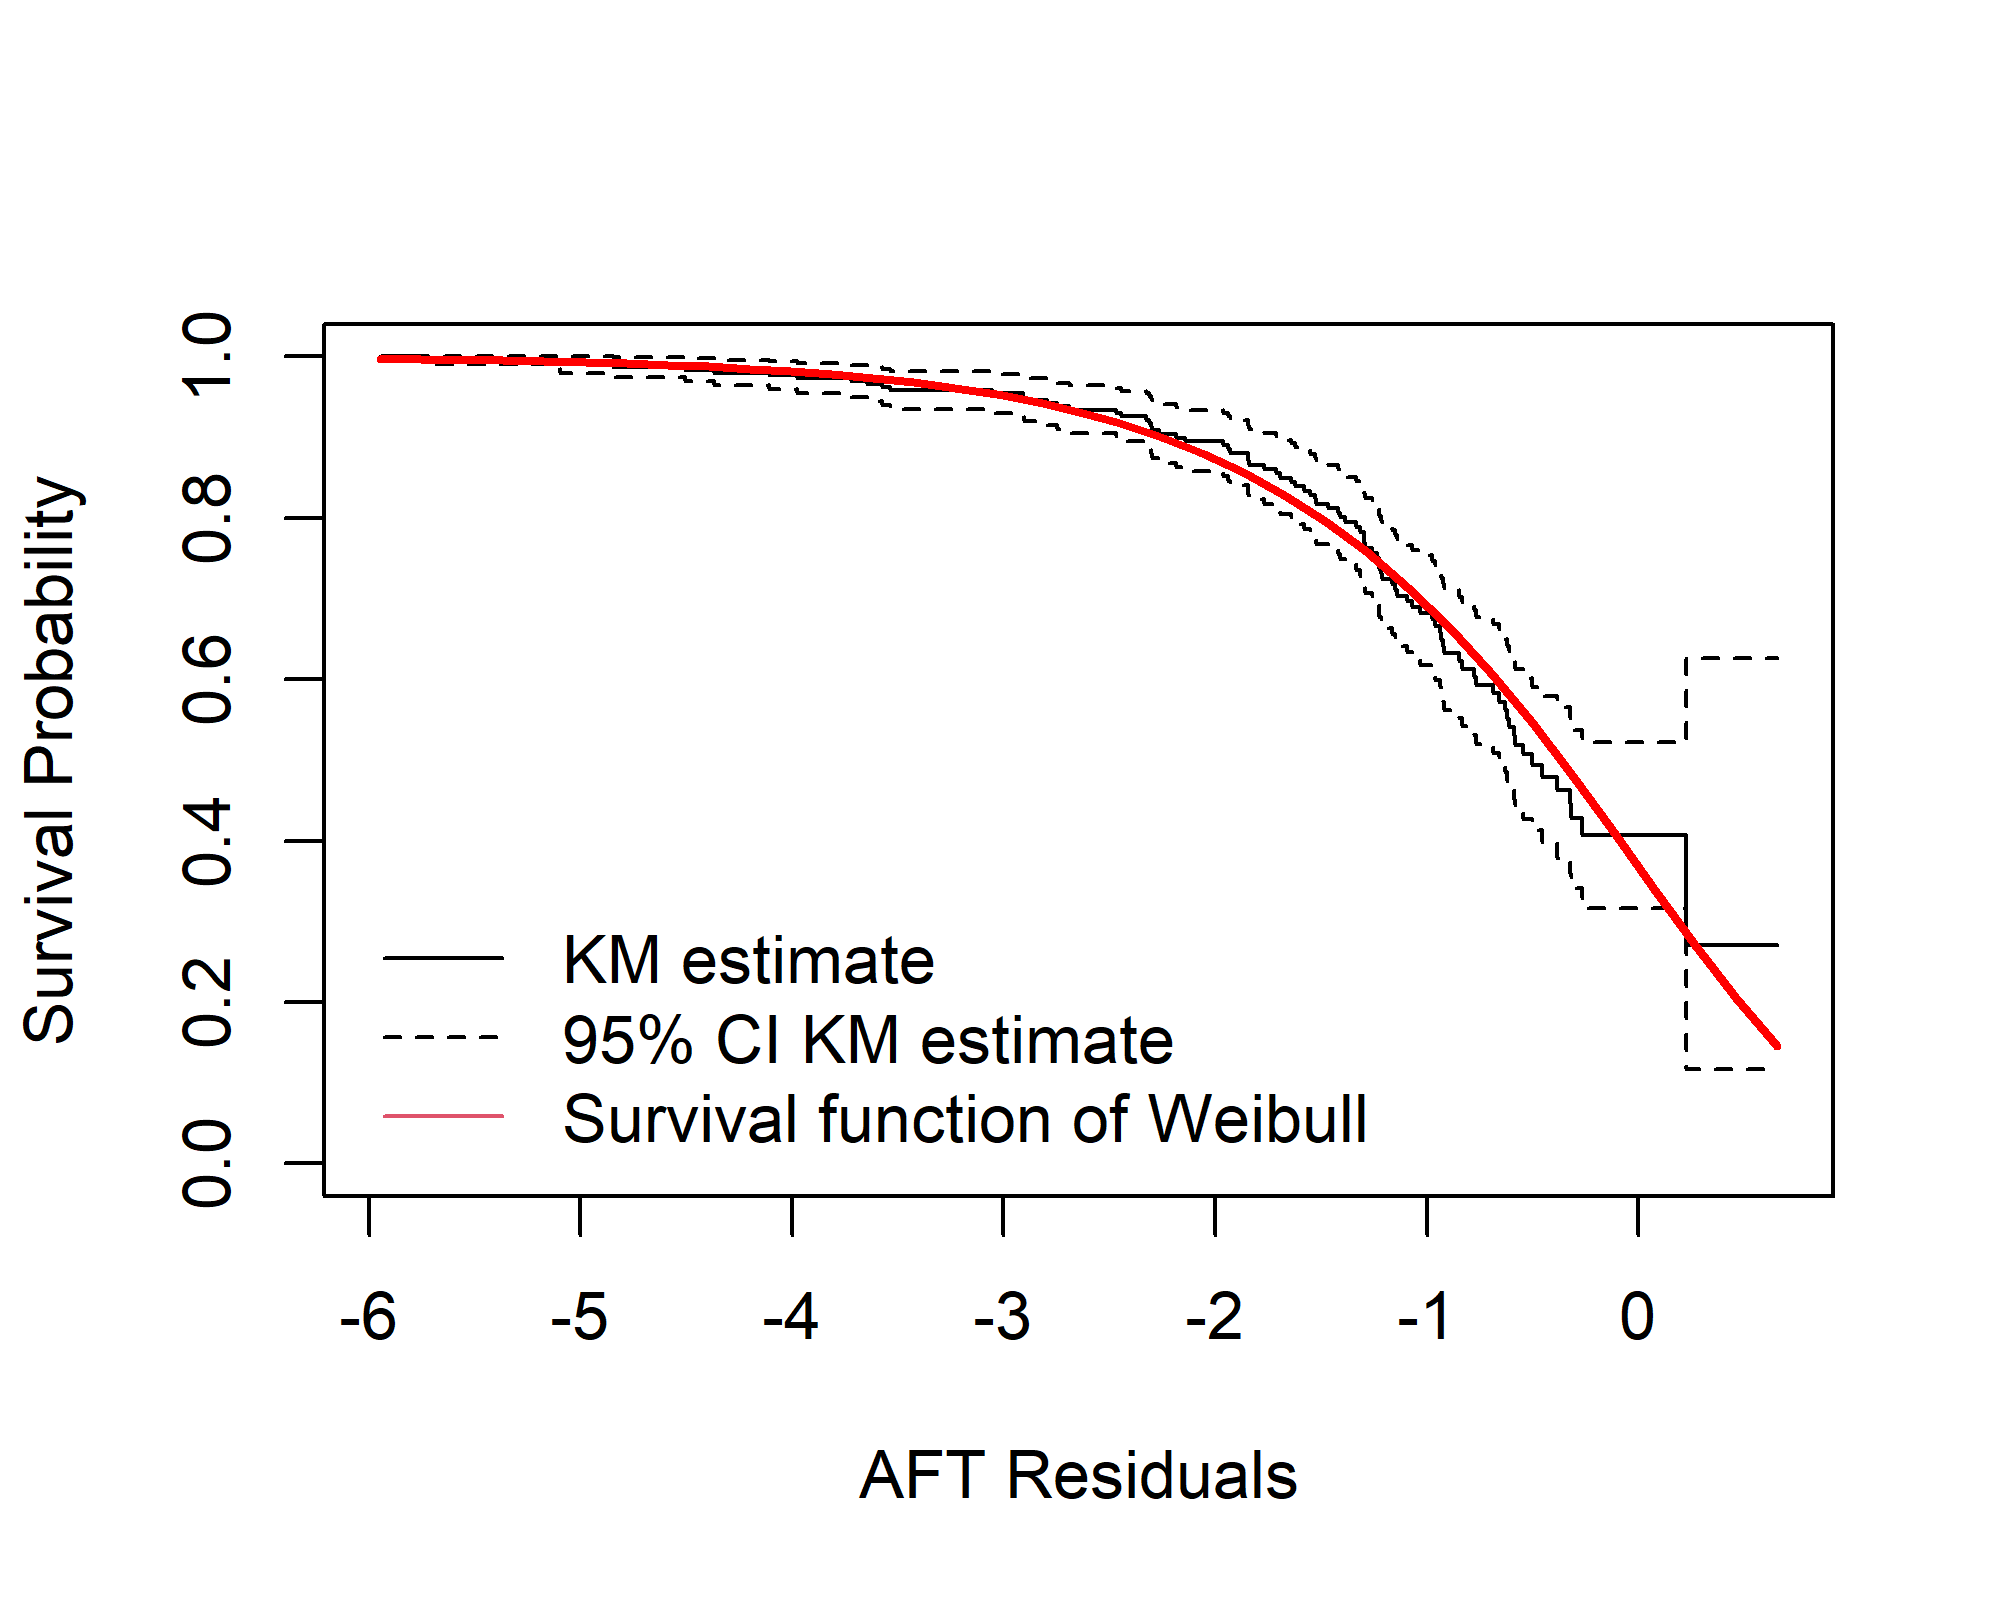 Survival Probability
1.0
0.8
0.6
0.4
0.2
0.0
KM estimate
95% CI KM estimate
Survival function of Weibull
-6 -5 -4 -3 -2 -1 0
AFT Residuals